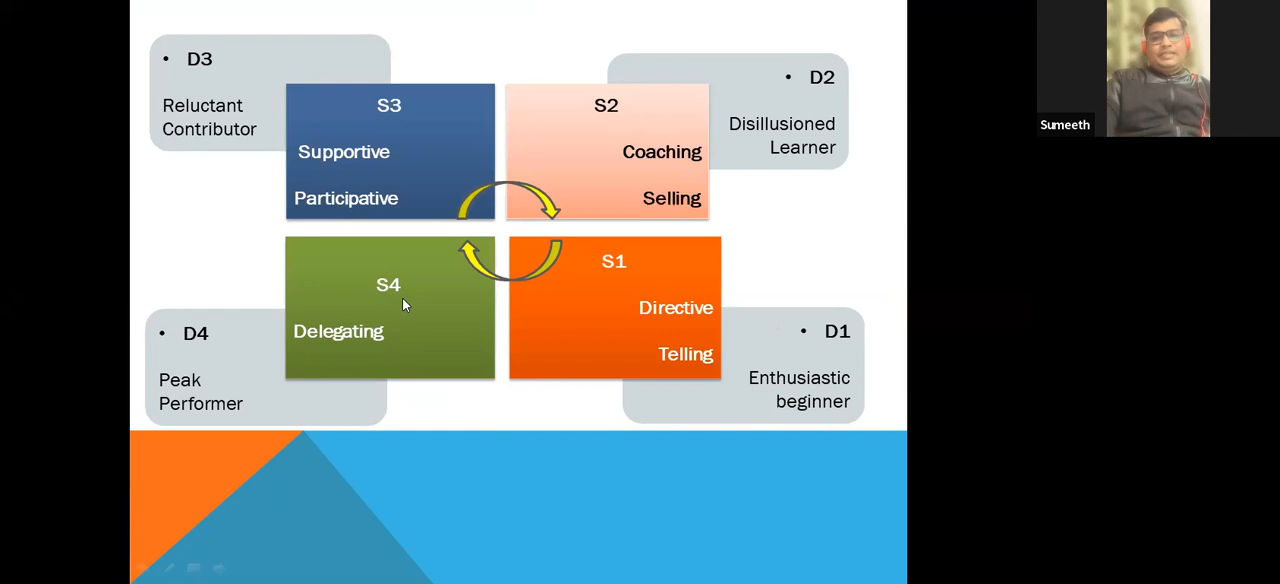 • D3
Reluctant
Contributor
S3
Supportive
Participative
S2
Coaching
Selling
• D2
Disillusioned
Learner
Sumeeth
S4
Delegating
• D4
Peak
Performer
S1
Directive
Telling
• D1
Enthusiastic
beginner